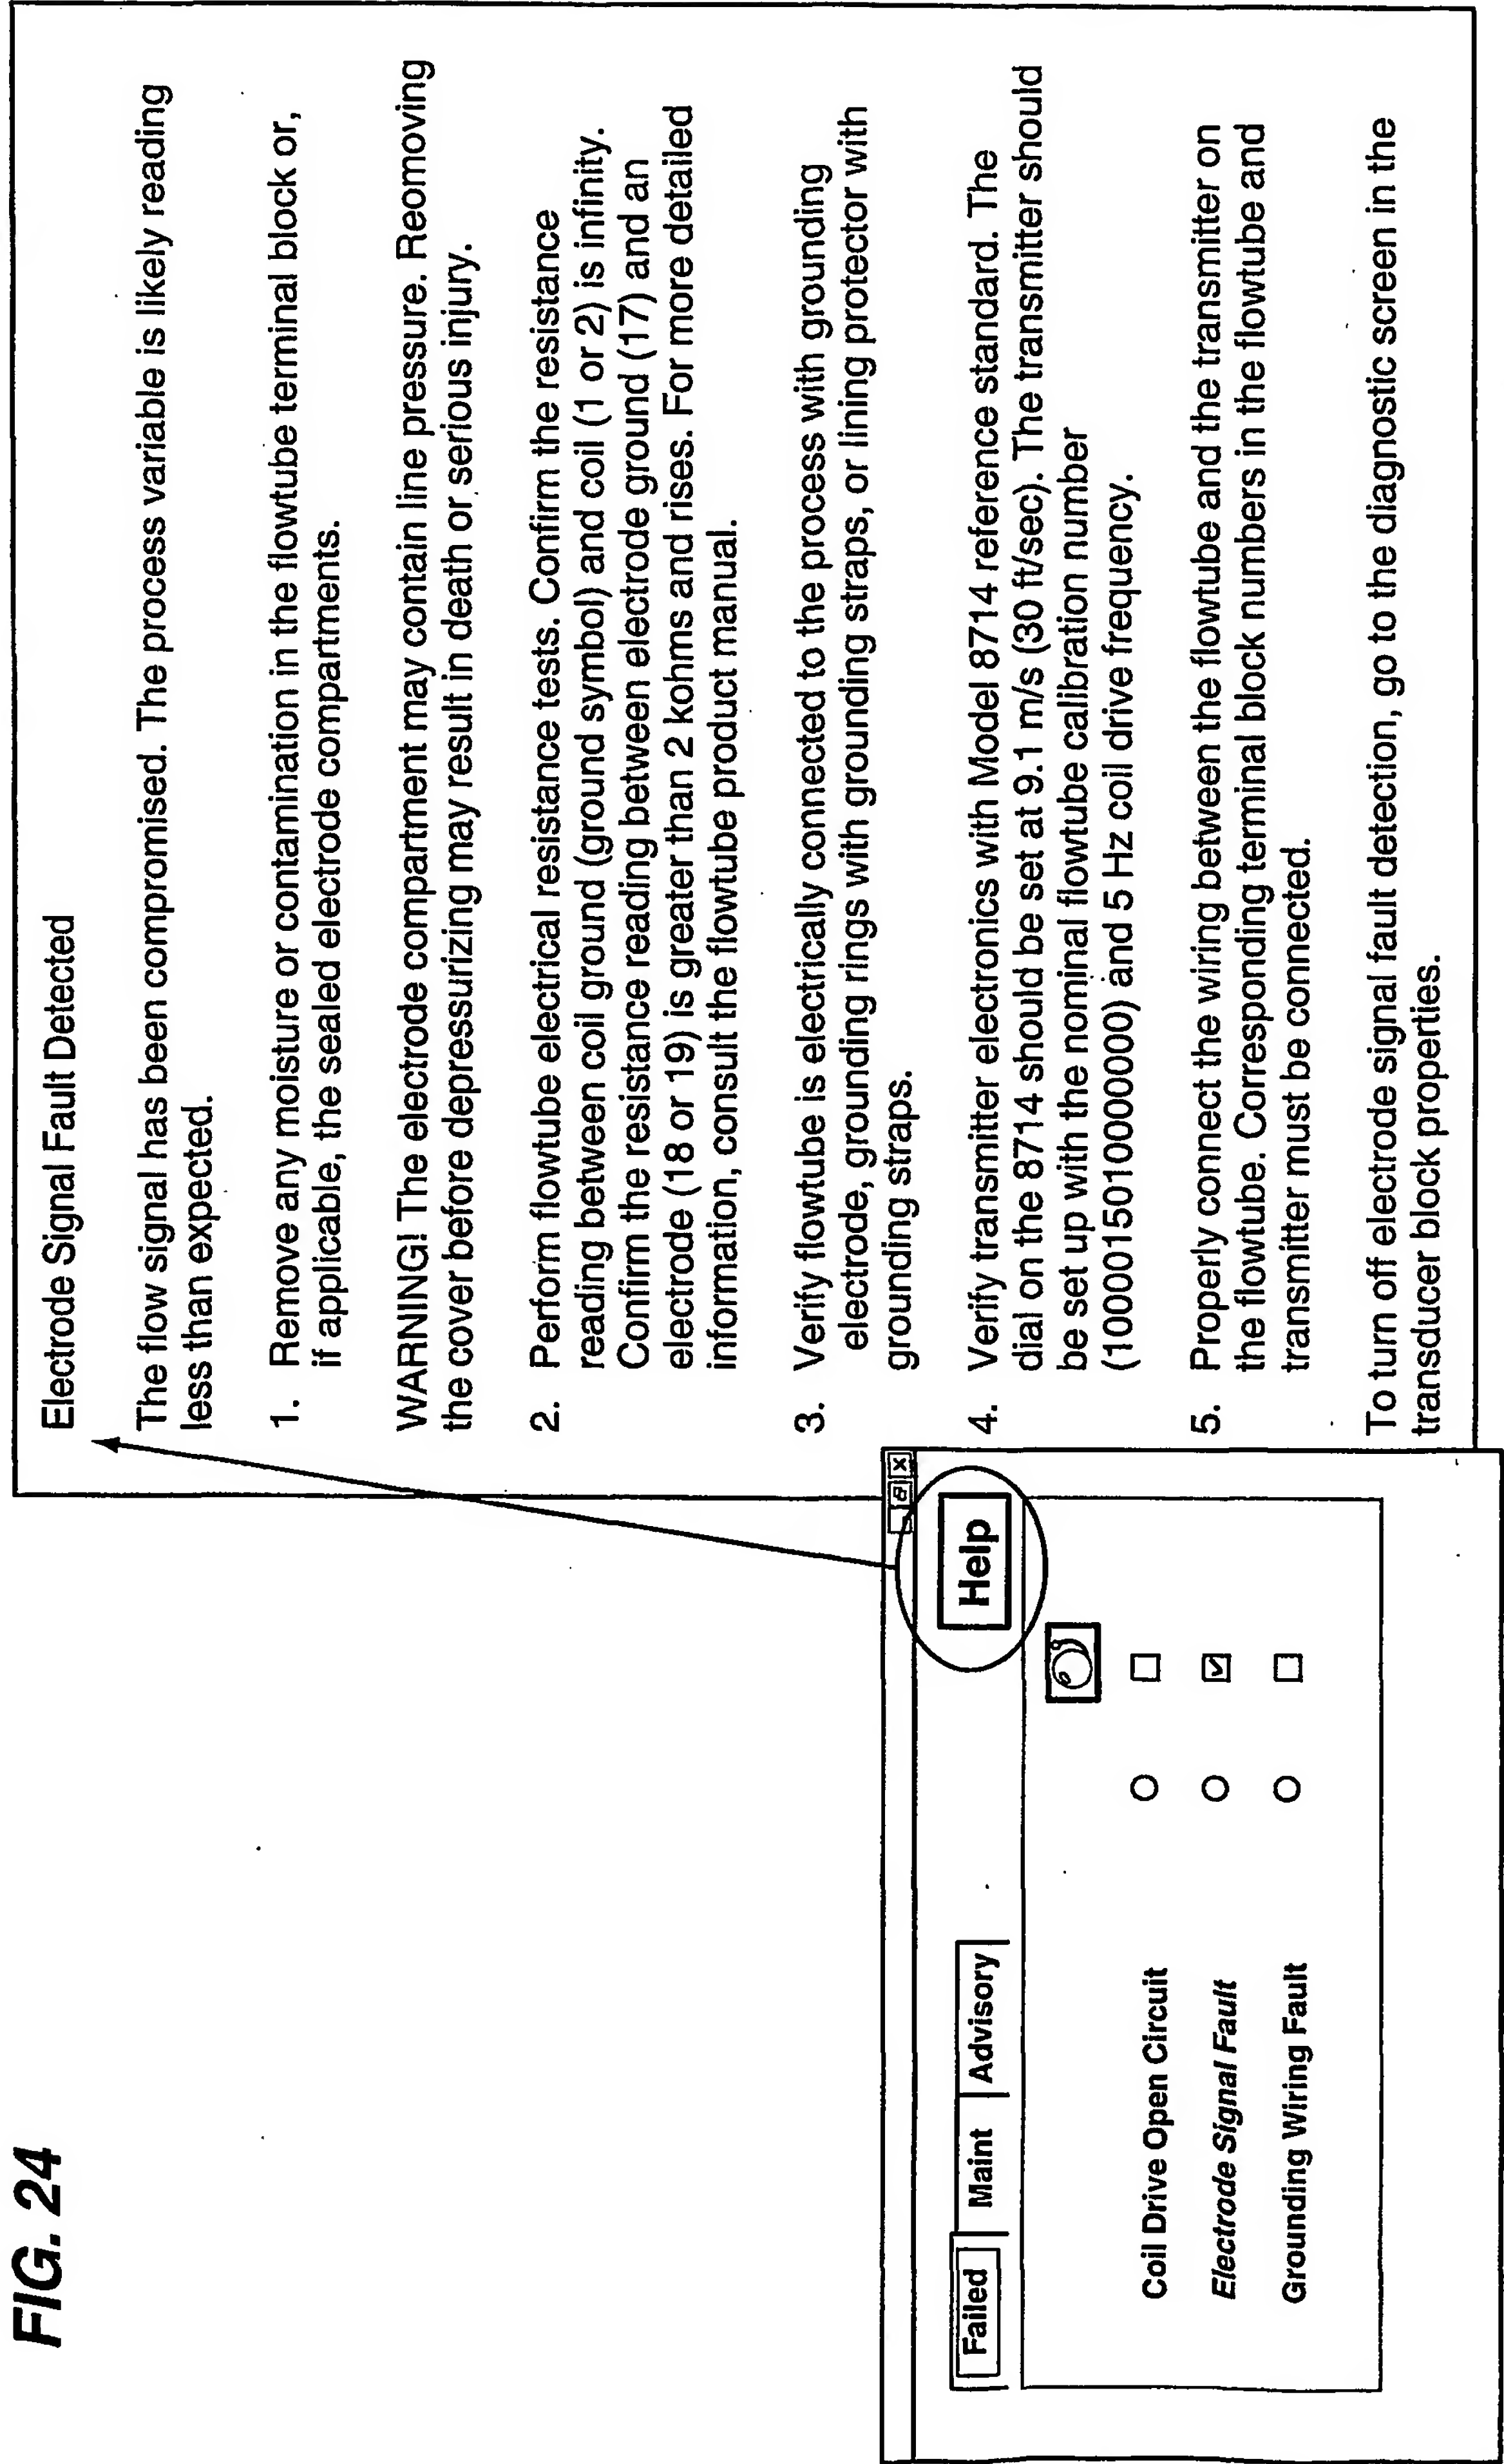 FIG. 24
Electrode Signal Fault Detected
The flow signal has been compromised. The process variable is likely reading
less than expected.
1. Remove any moisture or contamination in the flowtube terminal block or,
if applicable, the sealed electrode compartments.
WARNING! The electrode compartment may contain line pressure. Reomoving
the cover before depressurizing may result in death or serious injury.
2. Perform flowtube electrical resistance tests. Confirm the resistance
reading between coil ground (ground symbol) and coil (1 or 2) is infinity.
Confirm the resistance reading between electrode ground (17) and an
electrode (18 or 19) is greater than 2 kohms and rises. For more detailed
information, consult the flowtube product manual.
3. Verify flowtube is electrically connected to the process with grounding
electrode, grounding rings with grounding straps, or lining protector with
grounding straps.
4. Verify transmitter electronics with Model 8714 reference standard. The
dial on the 8714 should be set at 9.1 m/s (30 ft/sec). The transmitter should
be set up with the nominal flowtube calibration number
(1000015010000000) and 5 Hz coil drive frequency.
5. Properly connect the wiring between the flowtube and the transmitter on
the flowtube. Corresponding terminal block numbers in the flowtube and
transmitter must be connected.
To turn off electrode signal fault detection, go to the diagnostic screen in the
transducer block properties.
Failed Maint Advisory Help
Coil Drive Open Circuit
Electrode Signal Fault
Grounding Wiring Fault